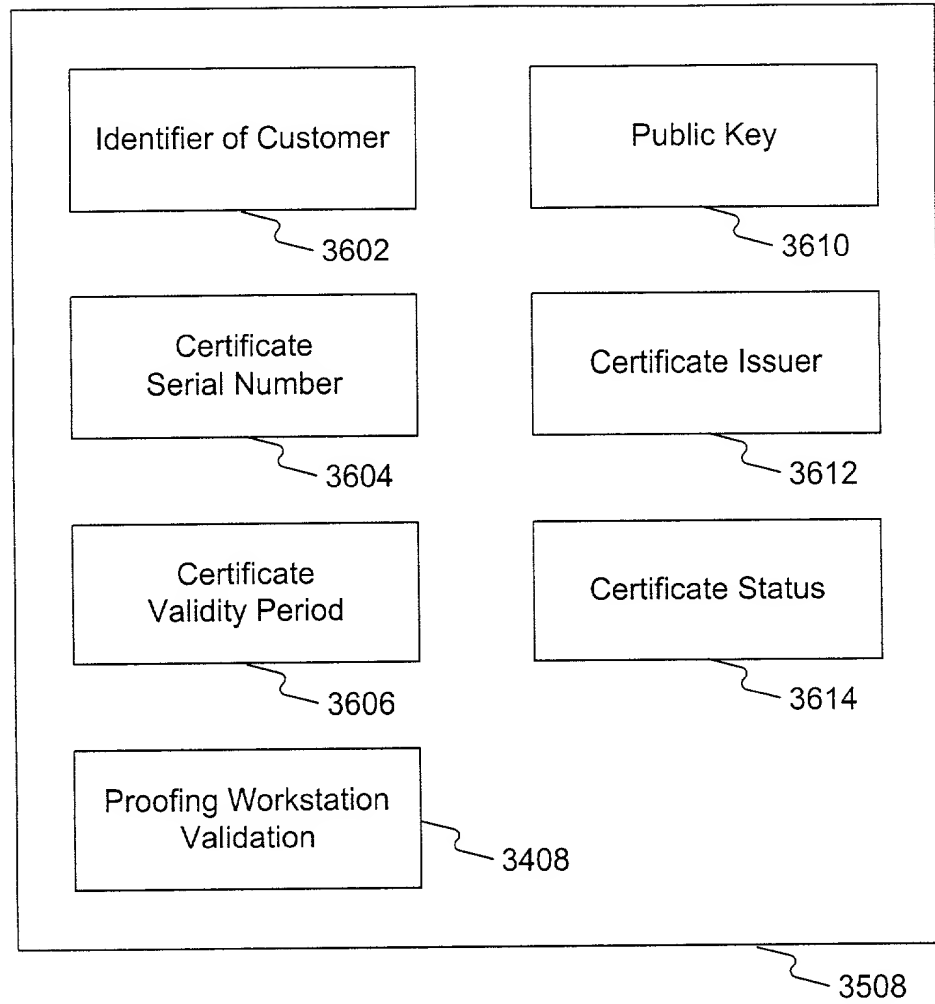 Identifier of Customer
3602
Public Key
3610
Certificate
Serial Number
3604
Certificate Issuer
3612
Certificate
Validity Period
3606
Certificate Status
3614
Proofing Workstation
Validation
3408
3508